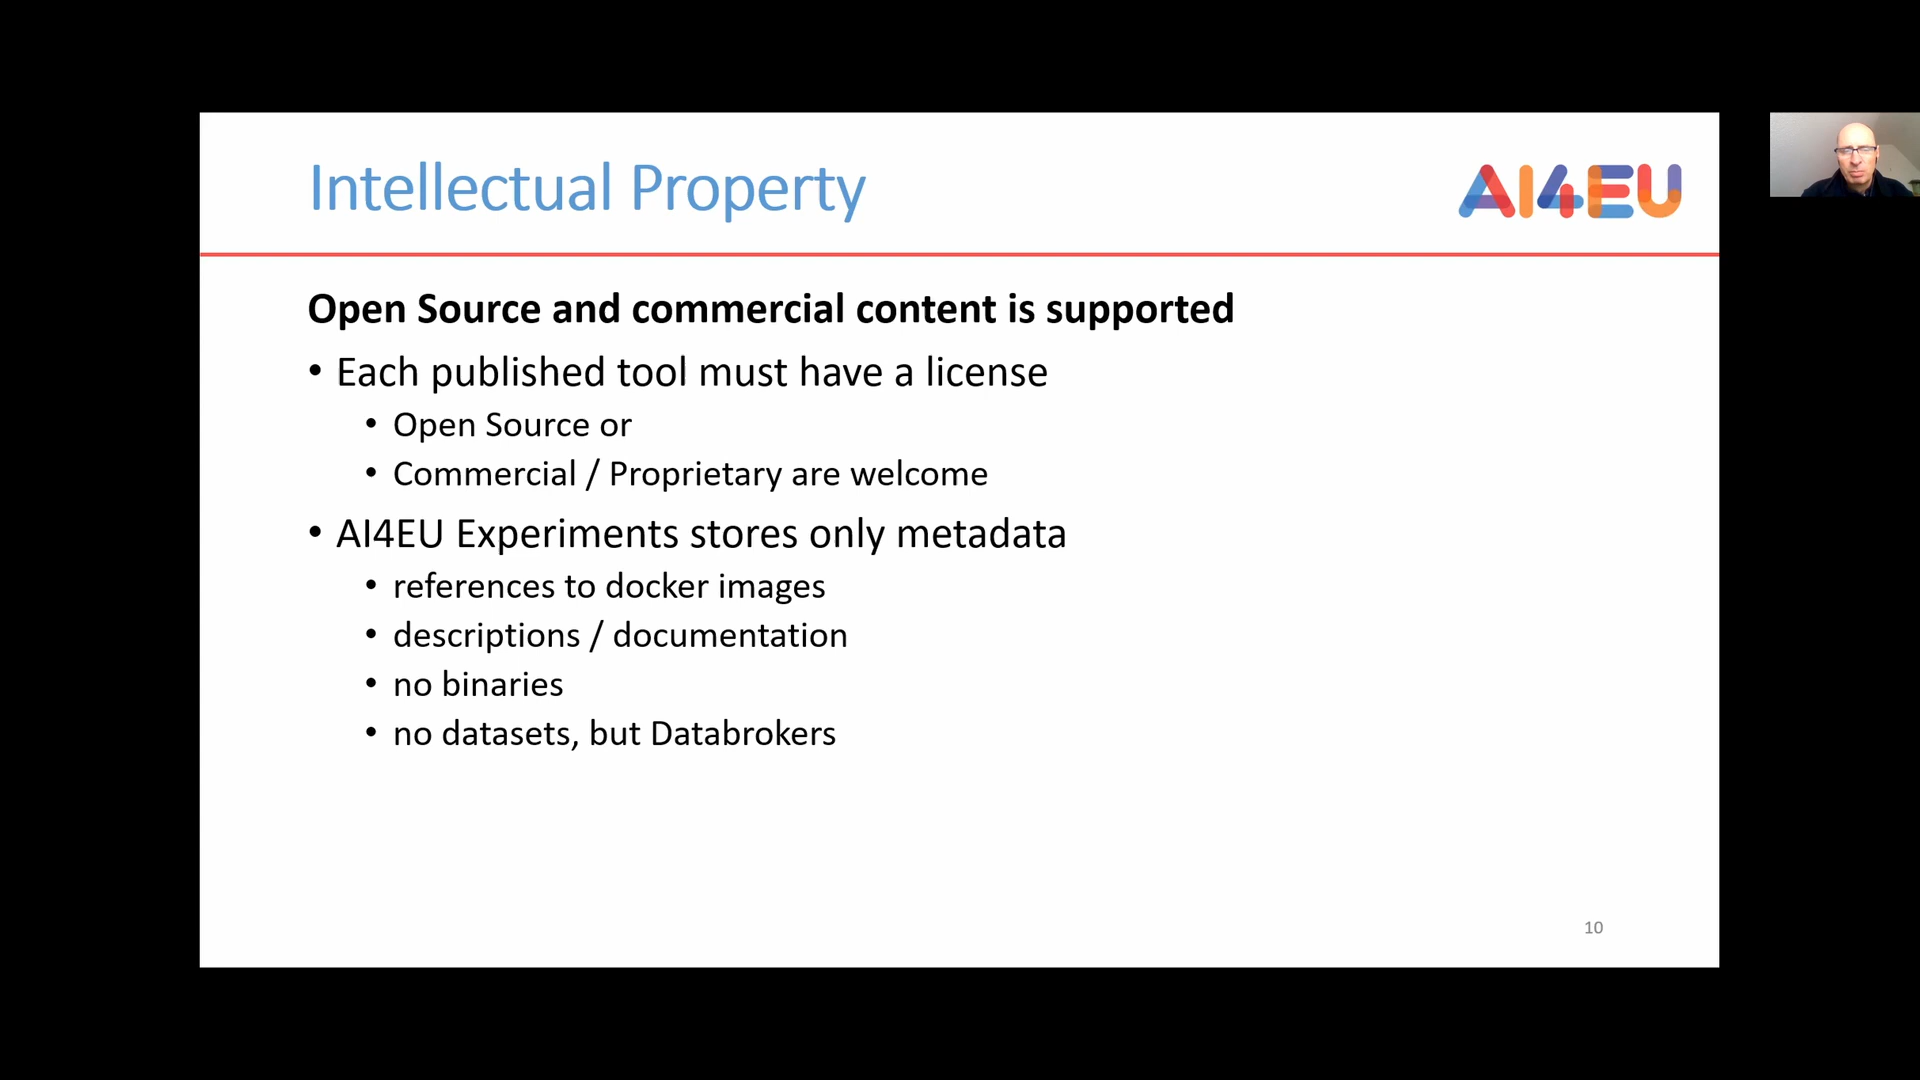 Intellectual Property
AI4EU
Open Source and commercial content is supported
• Each published tool must have a license
• Open Source or
• Commercial / Proprietary are welcome
• AI4EU Experiments stores only metadata
• references to docker images
• descriptions / documentation
• no binaries
• no datasets, but Databrokers
10